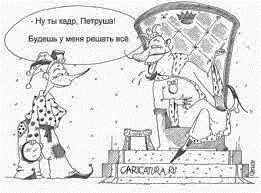 - Ну ты кадр, Петруша!
Будешь у меня решать всё
CARICATURA.RU